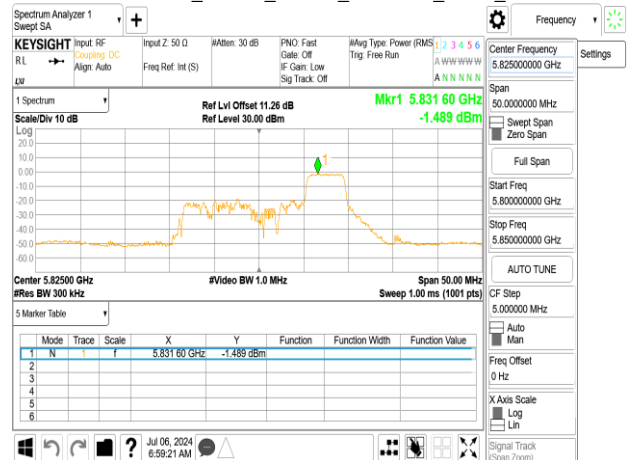 Spectrum Analyzer 1
Swept SA
Frequency
KEYSIGHT
RL
Input: RF
Coupling: DC
Align: Auto
Input Z: 50 Ω
Freq Ref: Int (S)
#Atten: 30 dB
PNO: Fast
Gate: Off
IF Gain: Low
Sig Track: Off
#Avg Type: Power (RMS
Trig: Free Run
1 2 3 4 5 6
A WWWWW
A N N N N N
Center Frequency
5.825000000 GHz
Settings
Span
50.0000000 MHz
Swept Span
Zero Span
Full Span
Start Freq
5.800000000 GHz
Stop Freq
5.850000000 GHz
AUTO TUNE
CF Step
5.000000 MHz
Auto
Man
Freq Offset
0 Hz
X Axis Scale
Log
Lin
Signal Track
(Span Zoom)
1 Spectrum
Scale/Div 10 dB
Ref Lvl Offset 11.26 dB
Ref Level 30.00 dBm
Mkr1 5.831 60 GHz
-1.489 dBm
Log
20.0
10.0
0.00
-10.0
-20.0
-30.0
-40.0
-50.0
-60.0
1
Center 5.82500 GHz
#Res BW 300 kHz
#Video BW 1.0 MHz
Span 50.00 MHz
Sweep 1.00 ms (1001 pts)
5 Marker Table
Mode Trace Scale X Y Function Function Width Function Value
1 N 1 f 5.831 60 GHz -1.489 dBm
2
3
4
5
6
?
Jul 06, 2024
6:59:21 AM